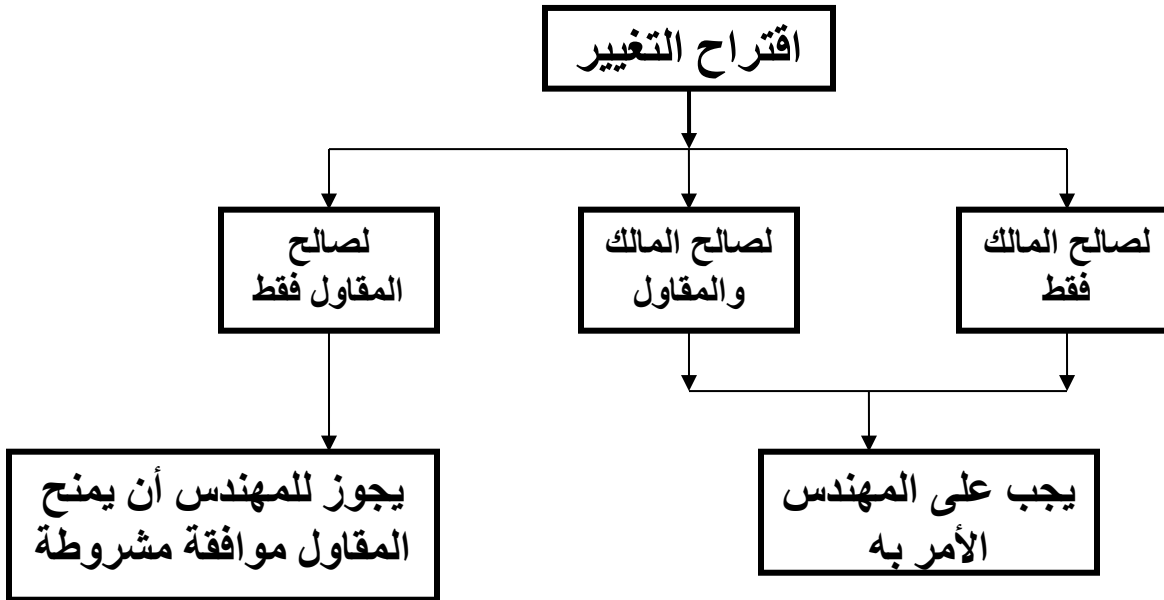 اقتراح التغيير
لصالح المالك
فقط
لصالح المالك
والمقاول
لصالح
المقاول فقط
يجب على المهندس
الأمر به
يجوز للمهندس أن يمنح
المقاول موافقة مشروطة